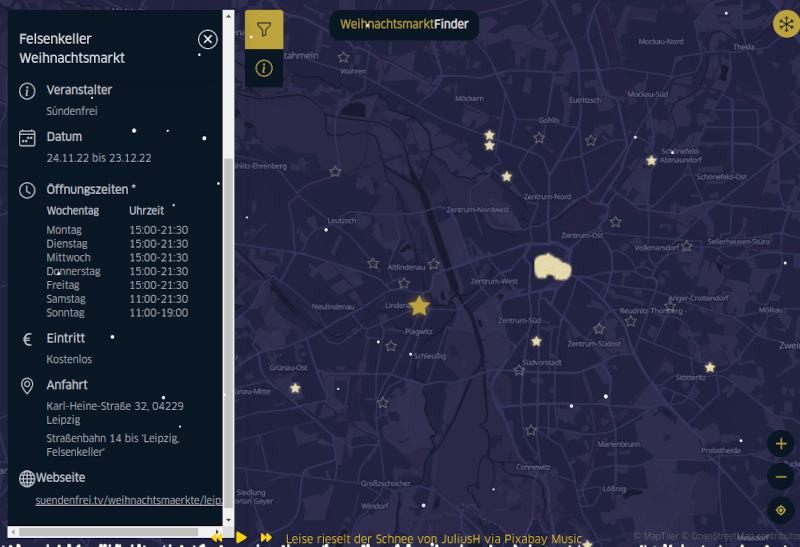 WeihnachtsmarktFinder
Felsenkeller
Weihnachtsmarkt
Veranstalter
Sündenfrei
Datum
24.11.22 bis 23.12.22
Öffnungszeiten *
Wochentag Uhrzeit
Montag 15:00-21:30
Dienstag 15:00-21:30
Mittwoch 15:00-21:30
Donnerstag 15:00-21:30
Freitag 15:00-21:30
Samstag 11:00-21:30
Sonntag 11:00-19:00
Eintritt
Kostenlos
Anfahrt
Karl-Heine-Straße 32, 04229
Leipzig
Straßenbahn 14 bis 'Leipzig,
Felsenkeller'
Webseite
suendenfrei.tv/weihnachtsmaerkte/leip
Mockau-Nord
Thekla
Wahren
Möckern
Eutritzsch
Mockau-Süd
Gohlis
Schönefeld-
Abtnaundorf
Schönefeld-Ost
Zentrum-Nord
Zentrum-Nordwest
Leutzsch
Zentrum-Ost
Volkmarsdorf
Sellerhausen-Stünz
Altlindenau
Zentrum-West
Anger-Crottendorf
Neulindenau
Reudnitz-Thonberg
Mölkau
Zentrum-Süd
Plagwitz
Zentrum-Südost
Schleußig
Südvorstadt
Grünau-Ost
Stötteritz
Marienbrunn
Probstheida
Connewitz
Großzschocher
Lößnig
Siedlung
Windorf
© MapTiler © OpenStreetMap contributors
Leise rieselt der Schnee von JuliusH via Pixabay Music